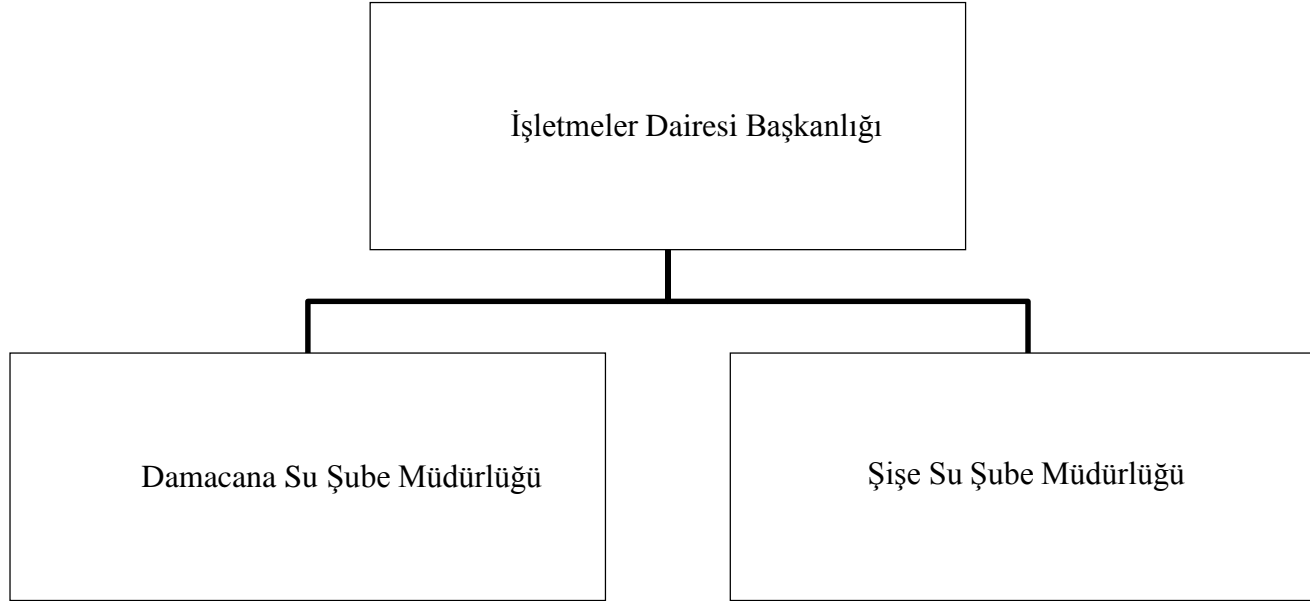 İşletmeler Dairesi Başkanlığı
Damacana Su Şube Müdürlüğü
Şişe Su Şube Müdürlüğü